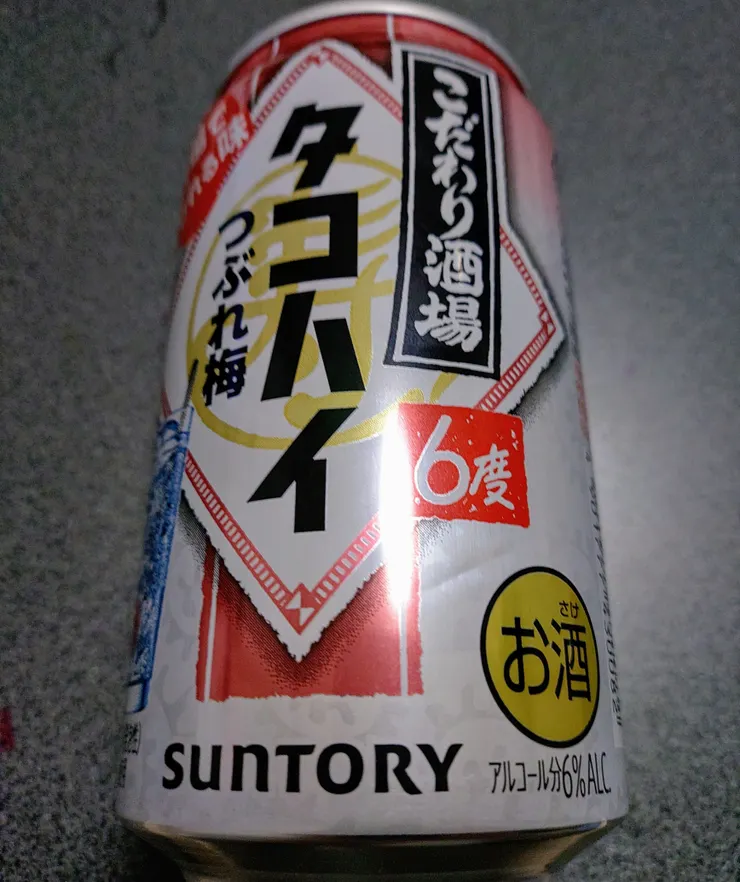 こだわり酒場
タコハイ
つぶれ梅
6度
さけ
お酒
SUNTORY
アルコール分6%ALC.